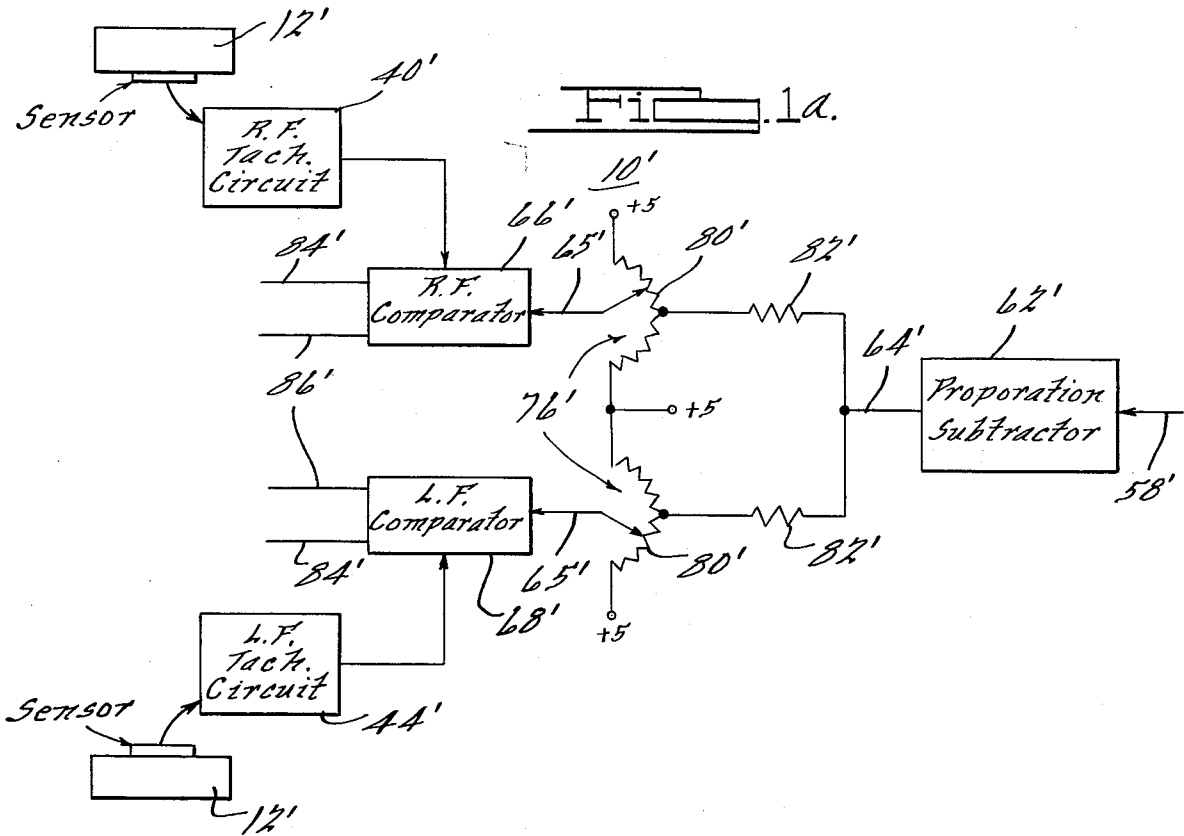 12'
40'
Sensor
R.F.
Tach.
Circuit
Fig. 1a.
10'
+5
66'
65'
80'
82'
84'
R.F.
Comparator
62'
64'
86'
76'
+5
Proporation
Subtractor
58'
L.F.
Comparator
84'
65'
80'
82'
68'
+5
L.F.
Tach.
Circuit
Sensor
44'
12'